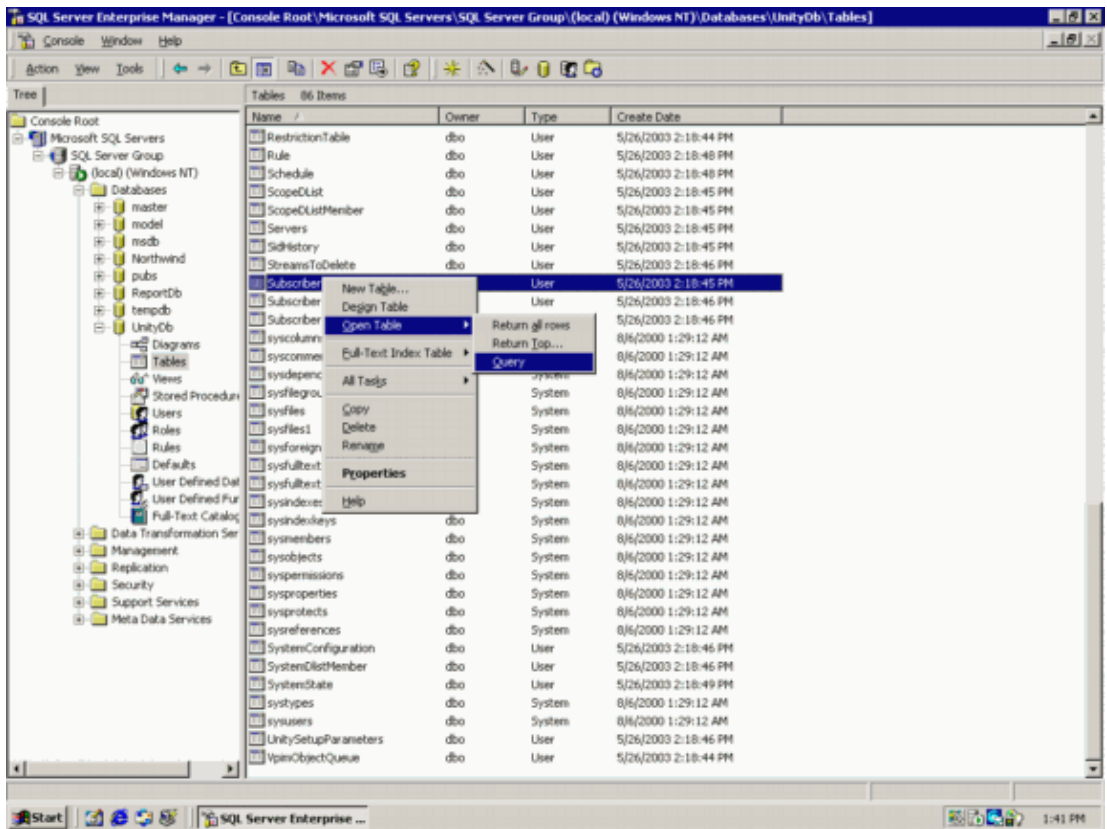 SQL Server Enterprise Manager - [Console Root\Microsoft SQL Servers\SQL Server Group\(local) (Windows NT)\Databases\UnityDb\Tables]
Console Window Help
Action View Tools
Tree
Tables 86 Items
Console Root
Microsoft SQL Servers
SQL Server Group
(local) (Windows NT)
Databases
master
model
msdb
Northwind
pubs
ReportDb
tempdb
UnityDb
Diagrams
Tables
Views
Stored Procedure
Users
Roles
Rules
Defaults
User Defined Dat
User Defined Fur
Full-Text Catalog
Data Transformation Ser
Management
Replication
Security
Support Services
Meta Data Services
Name Owner Type Create Date
RestrictionTable dbo User 5/26/2003 2:18:44 PM
Rule dbo User 5/26/2003 2:18:48 PM
Schedule dbo User 5/26/2003 2:18:48 PM
ScopeDList dbo User 5/26/2003 2:18:45 PM
ScopeDListMember dbo User 5/26/2003 2:18:45 PM
Servers dbo User 5/26/2003 2:18:45 PM
SidHistory dbo User 5/26/2003 2:18:45 PM
StreamsToDelete dbo User 5/26/2003 2:18:46 PM
Subscriber User 5/26/2003 2:18:45 PM
Subscriber User 5/26/2003 2:18:46 PM
Subscriber 5/26/2003 2:18:46 PM
syscolumn 8/6/2000 1:29:12 AM
syscomme 8/6/2000 1:29:12 AM
sysdepenc 8/6/2000 1:29:12 AM
sysfilegrou System 8/6/2000 1:29:12 AM
sysfiles System 8/6/2000 1:29:12 AM
sysfiles1 System 8/6/2000 1:29:12 AM
sysforeign System 8/6/2000 1:29:12 AM
sysfulltext System 8/6/2000 1:29:12 AM
sysfulltext System 8/6/2000 1:29:12 AM
sysindexes System 8/6/2000 1:29:12 AM
sysindexkeys dbo System 8/6/2000 1:29:12 AM
sysmembers dbo System 8/6/2000 1:29:12 AM
sysobjects dbo System 8/6/2000 1:29:12 AM
syspermissions dbo System 8/6/2000 1:29:12 AM
sysproperties dbo System 8/6/2000 1:29:12 AM
sysprotects dbo System 8/6/2000 1:29:12 AM
sysreferences dbo System 8/6/2000 1:29:12 AM
SystemConfiguration dbo User 5/26/2003 2:18:46 PM
SystemDlistMember dbo User 5/26/2003 2:18:46 PM
SystemState dbo User 5/26/2003 2:18:49 PM
systypes dbo System 8/6/2000 1:29:12 AM
sysusers dbo System 8/6/2000 1:29:12 AM
UnitySetupParameters dbo User 5/26/2003 2:18:46 PM
VpimObjectQueue dbo User 5/26/2003 2:18:44 PM
New Table...
Design Table
Open Table
Full-Text Index Table
All Tasks
Copy
Delete
Rename
Properties
Help
Return all rows
Return Top...
Query
Start
SQL Server Enterprise ...
1:41 PM